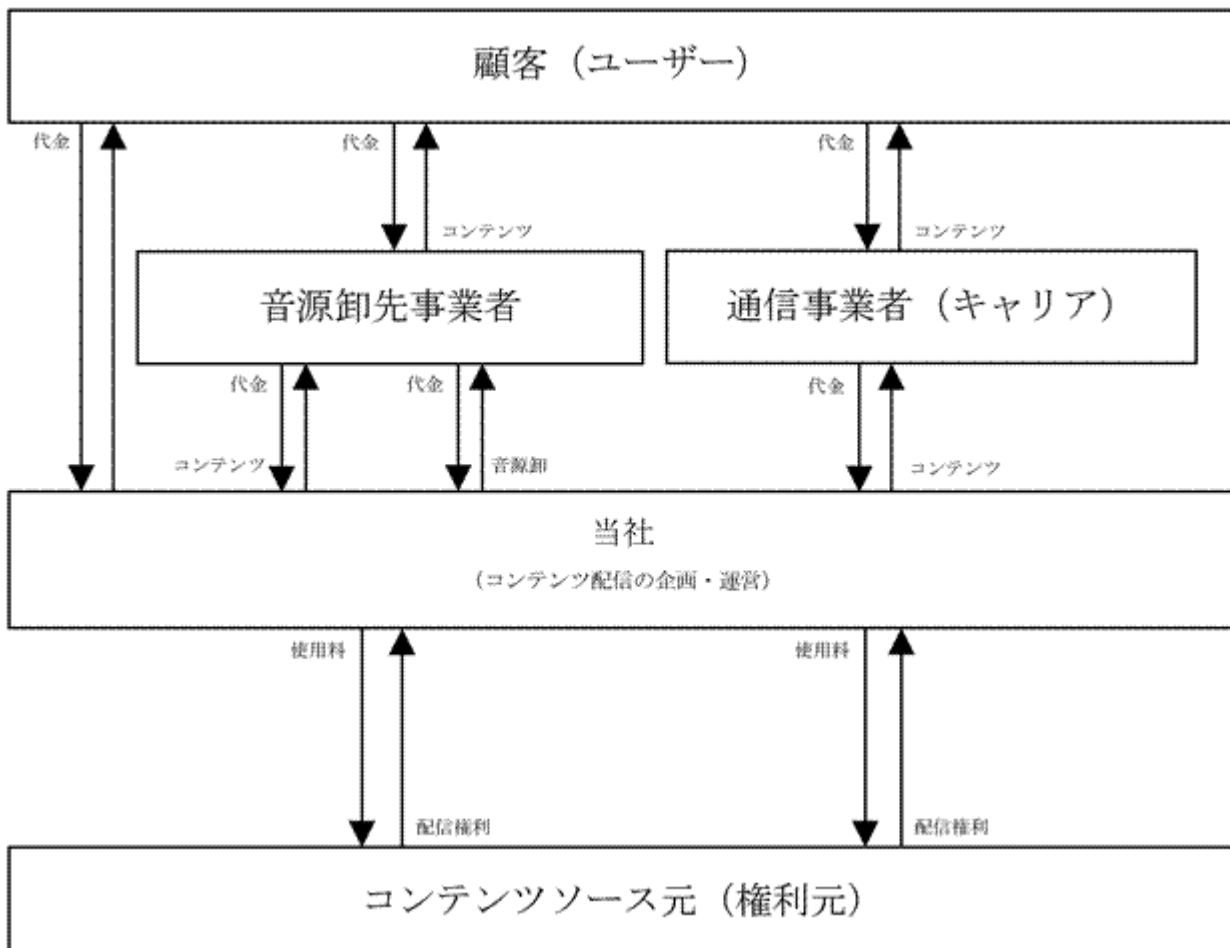 顧客（ユーザー）
代金
代金
代金
コンテンツ
コンテンツ
音源卸先事業者
通信事業者（キャリア）
代金
代金
代金
コンテンツ
音源卸
コンテンツ
当社
（コンテンツ配信の企画・運営）
使用料
使用料
配信権利
配信権利
コンテンツソース元（権利元）